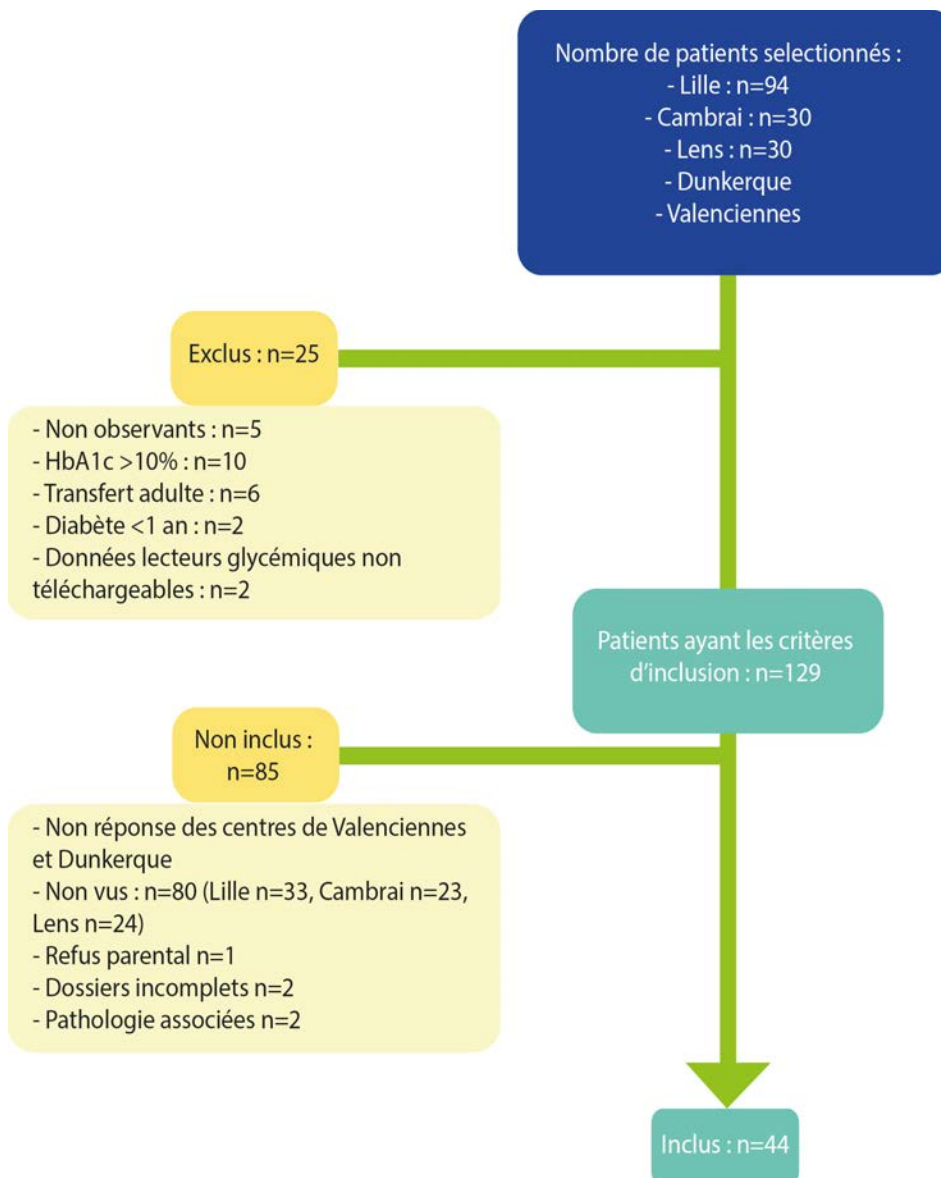 Nombre de patients selectionnés :
- Lille : n=94
- Cambrai : n=30
- Lens : n=30
- Dunkerque
- Valenciennes
Exclus : n=25
- Non observants : n=5
- HbA1c >10% : n=10
- Transfert adulte : n=6
- Diabète <1 an : n=2
- Données lecteurs glycémiques non
téléchargeables : n=2
Patients ayant les critères
d’inclusion : n=129
Non inclus :
n=85
- Non réponse des centres de Valenciennes
et Dunkerque
- Non vus : n=80 (Lille n=33, Cambrai n=23,
Lens n=24)
- Refus parental n=1
- Dossiers incomplets n=2
- Pathologie associées n=2
Inclus : n=44